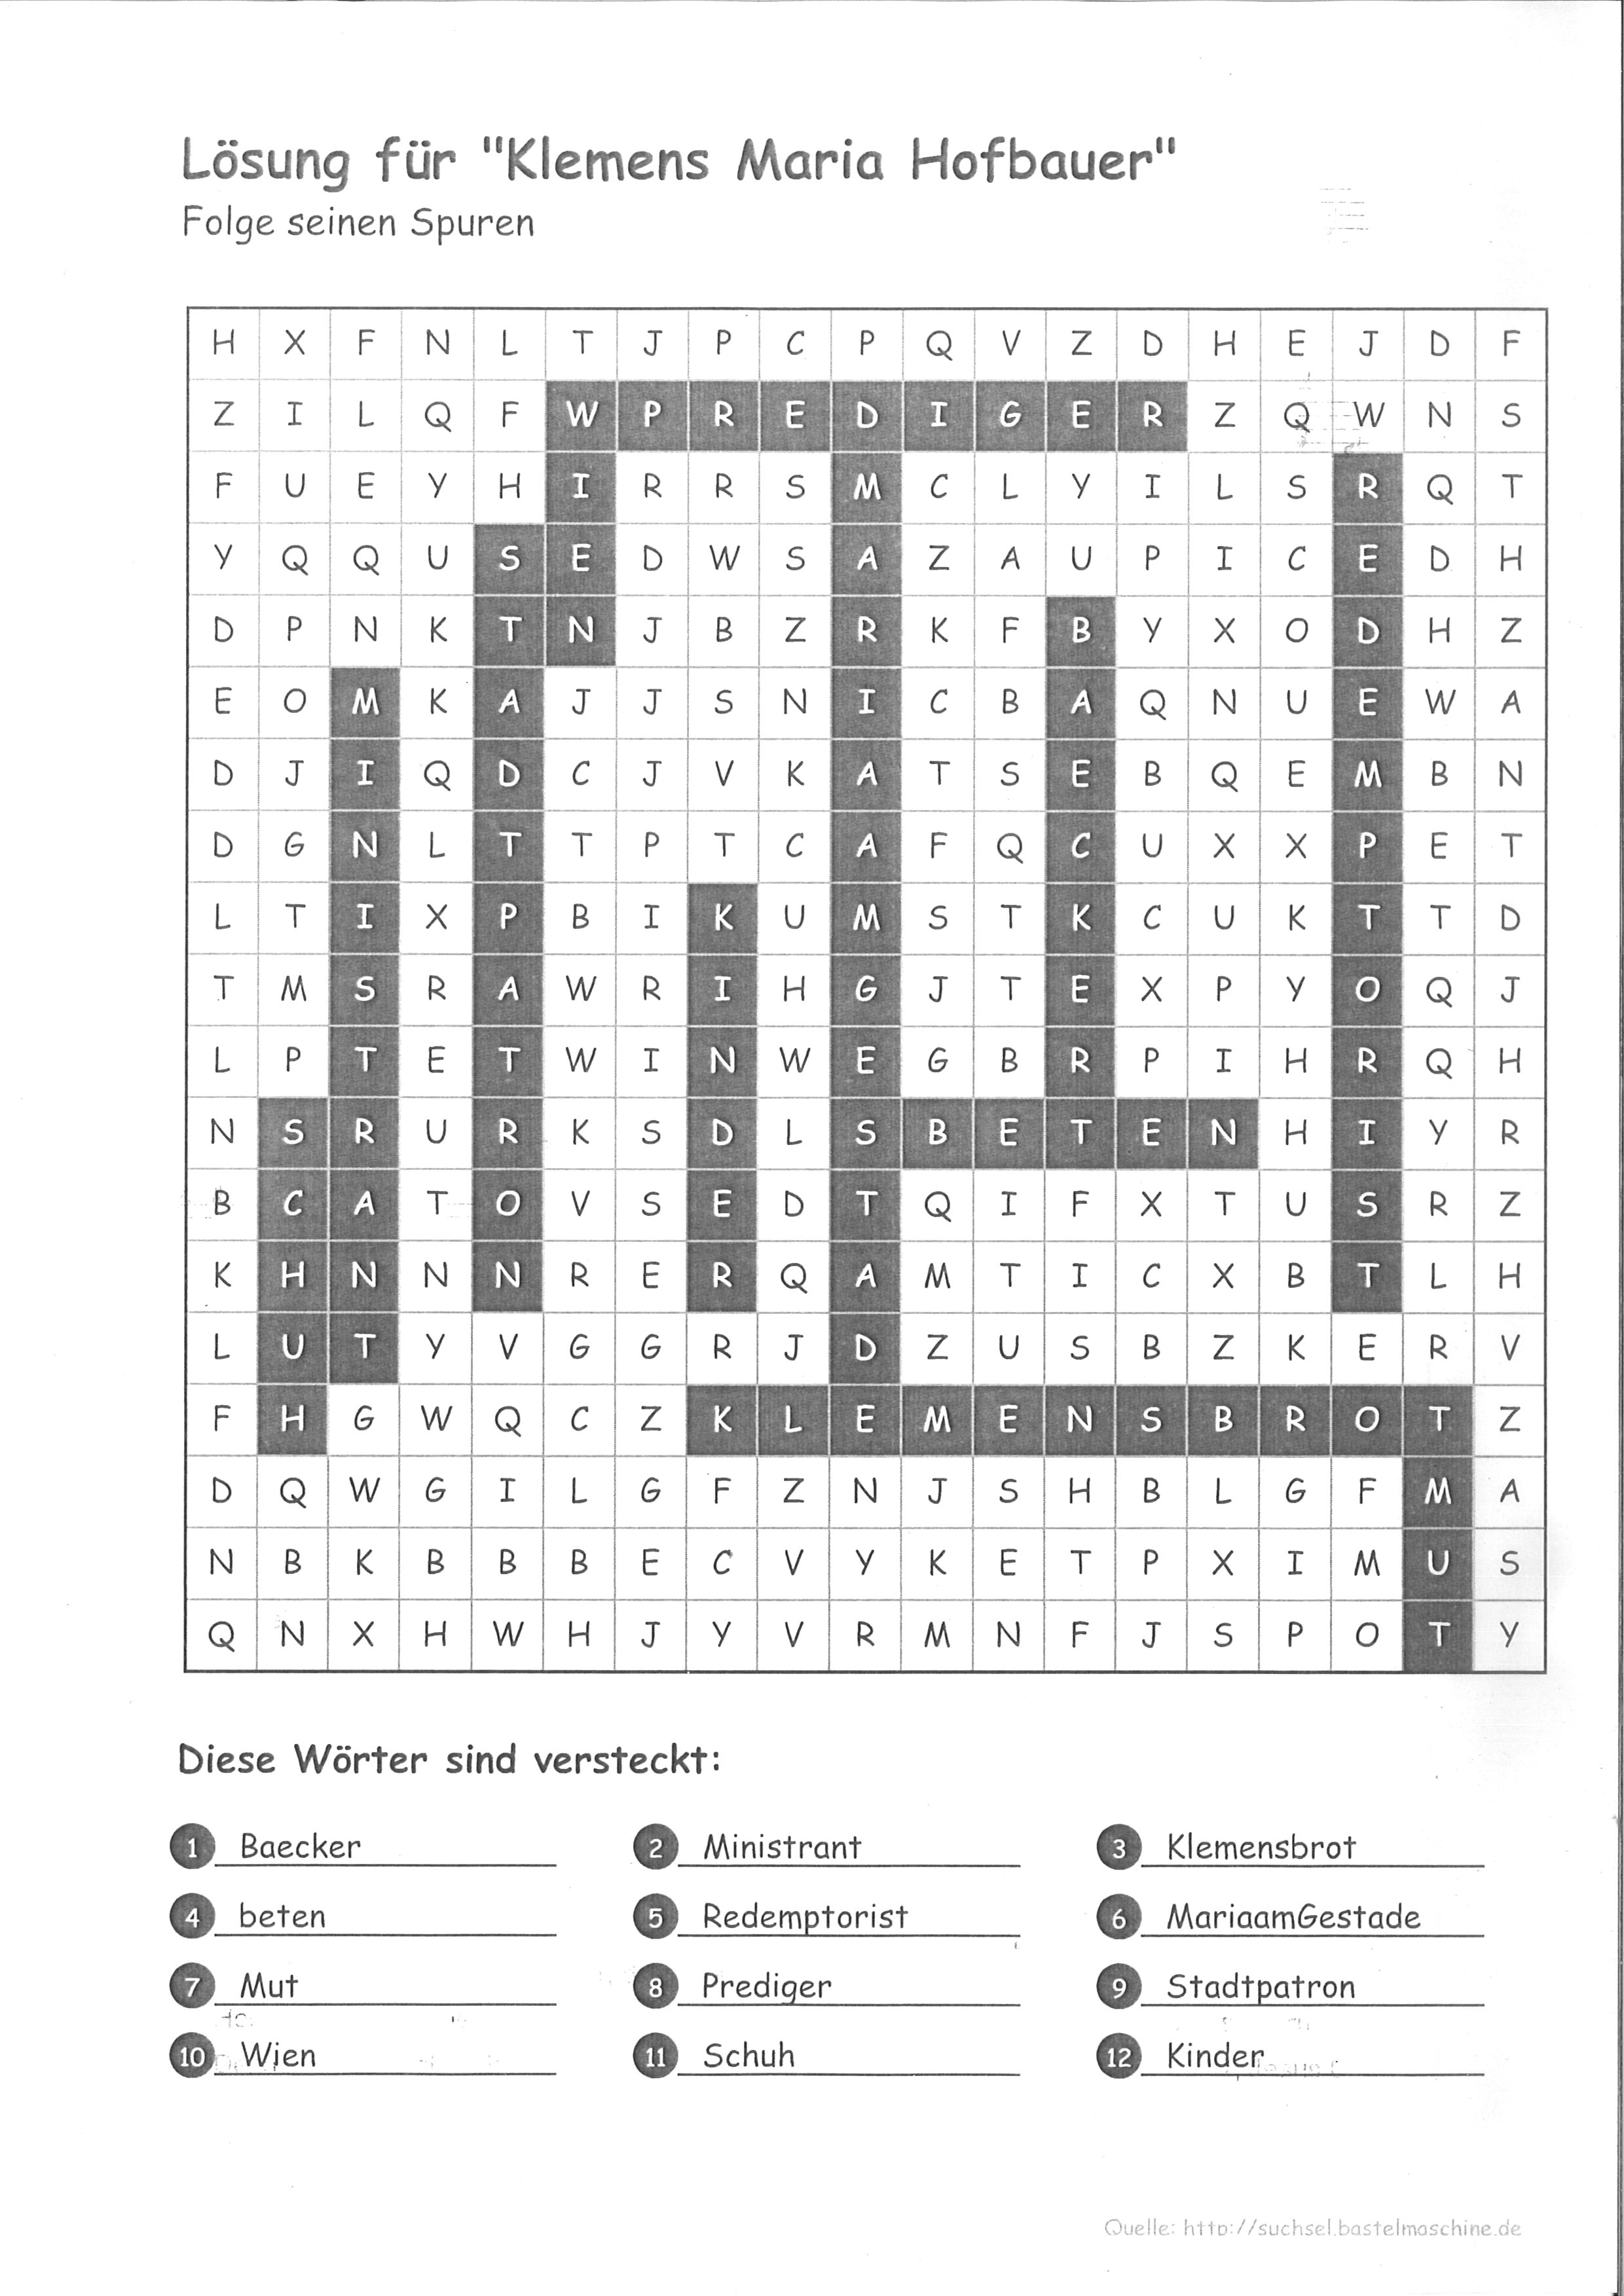 Lösung für "Klemens Maria Hofbauer"
Folge seinen Spuren
H X F N L T J P C P Q V Z D H E J D F
Z I L Q F W P R E D I G E R Z Q W N S
F U E Y H I R R S M C L Y I L S R Q T
Y Q Q U S E D W S A Z A U P I C E D H
D P N K T N J B Z R K F B Y X O D H Z
E O M K A J J S N I C B A Q N U E W A
D J I Q D C J V K A T S E B Q E M B N
D G N L T T P T C A F Q C U X X P E T
L T I X P B I K U M S T K C U K T T D
T M S R A W R I H G J T E X P Y O Q J
L P T E T W I N W E G B R P I H R Q H
N S R U R K S D L S B E T E N H I Y R
B C A T O V S E D T Q I F X T U S R Z
K H N N N R E R Q A M T I C X B T L H
L U T Y V G G R J D Z U S B Z K E R V
F H G W Q C Z K L E M E N S B R O T Z
D Q W G I L G F Z N J S H B L G F M A
N B K B B B E C V Y K E T P X I M U S
Q N X H W H J Y V R M N F J S P O T Y
Diese Wörter sind versteckt:
1 Baecker 2 Ministrant 3 Klemensbrot
4 beten 5 Redemptorist 6 MariaamGestade
7 Mut 8 Prediger 9 Stadtpatron
10 Wien 11 Schuh 12 Kinder
Quelle: http://suchsel.bastelmaschine.de